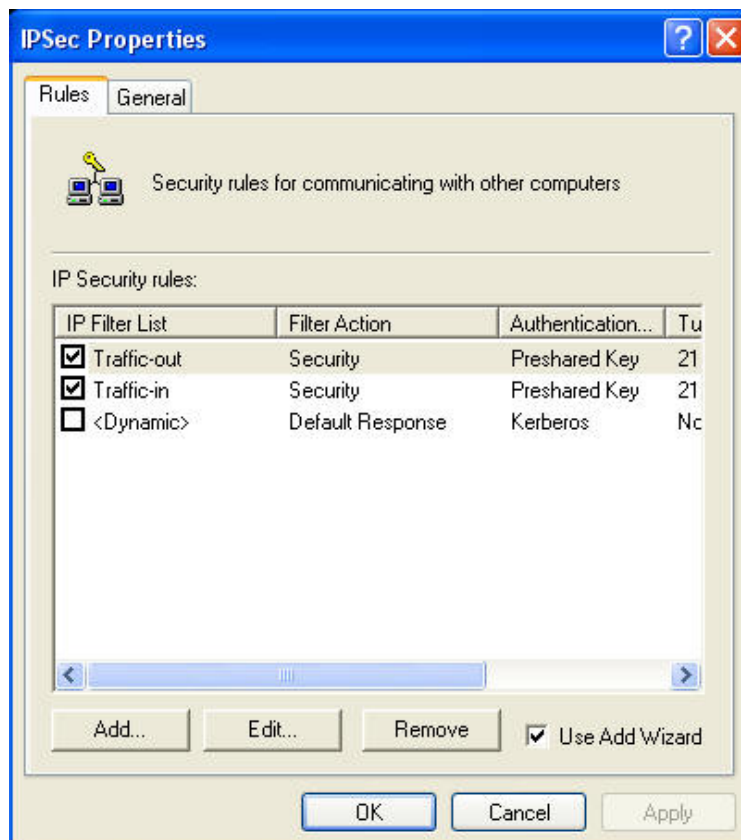 IPSec Properties
Rules General
Security rules for communicating with other computers
IP Security rules:
IP Filter List Filter Action Authentication... Tu
Traffic-out Security Preshared Key 21
Traffic-in Security Preshared Key 21
<Dynamic> Default Response Kerberos Nc
Add... Edit... Remove Use Add Wizard
OK Cancel Apply